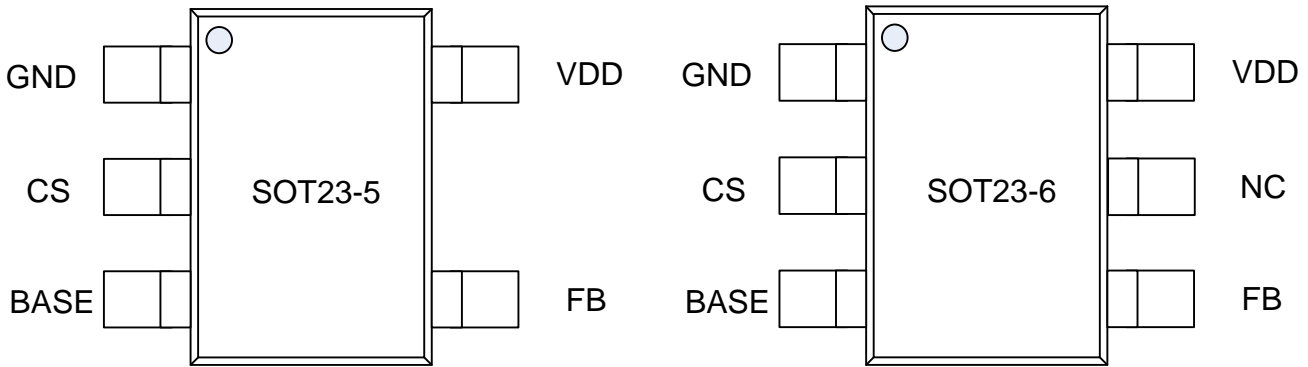 GND
VDD
CS
SOT23-5
BASE
FB
GND
VDD
CS
SOT23-6
NC
BASE
FB